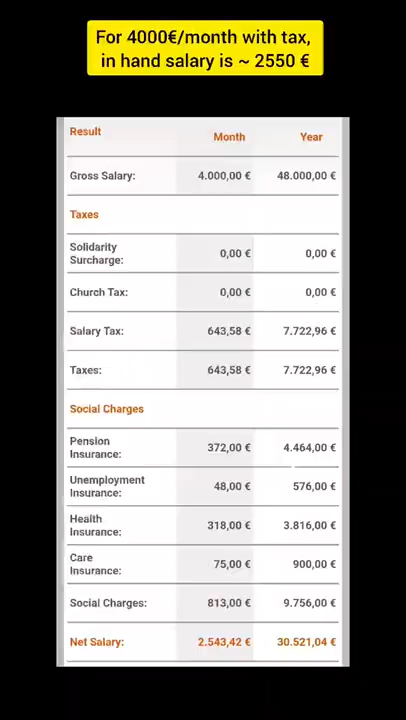 For 4000€/month with tax,
in hand salary is ~ 2550 €
Result Month Year
Gross Salary: 4.000,00 € 48.000,00 €
Taxes
Solidarity
Surcharge: 0,00 € 0,00 €
Church Tax: 0,00 € 0,00 €
Salary Tax: 643,58 € 7.722,96 €
Taxes: 643,58 € 7.722,96 €
Social Charges
Pension
Insurance: 372,00 € 4.464,00 €
Unemployment
Insurance: 48,00 € 576,00 €
Health
Insurance: 318,00 € 3.816,00 €
Care
Insurance: 75,00 € 900,00 €
Social Charges: 813,00 € 9.756,00 €
Net Salary: 2.543,42 € 30.521,04 €